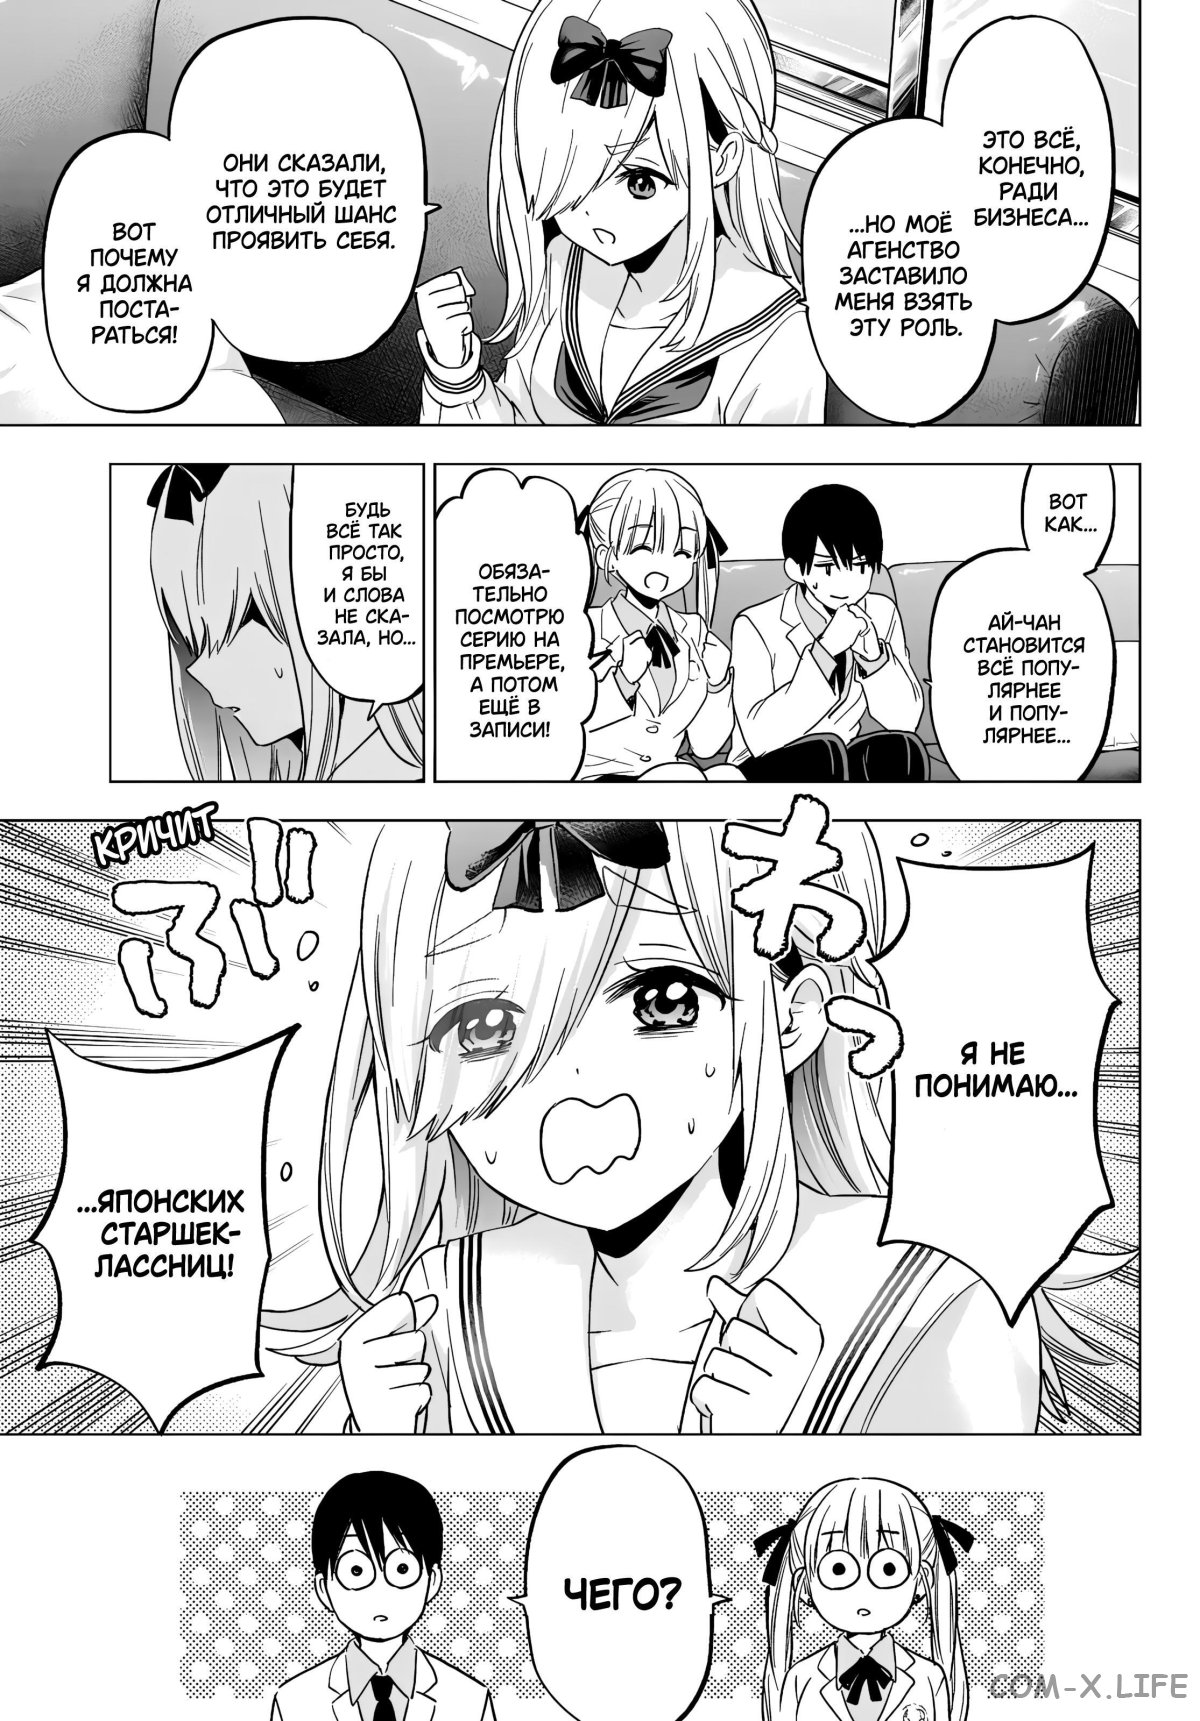 ЭТО ВСЁ,
КОНЕЧНО,
РАДИ
БИЗНЕСА...
...НО МОЁ
АГЕНСТВО
ЗАСТАВИЛО
МЕНЯ ВЗЯТЬ
ЭТУ РОЛЬ.
ОНИ СКАЗАЛИ,
ЧТО ЭТО БУДЕТ
ОТЛИЧНЫЙ ШАНС
ПРОЯВИТЬ СЕБЯ.
ВОТ
ПОЧЕМУ
Я ДОЛЖНА
ПОСТА-
РАТЬСЯ!
ВОТ
КАК...
АЙ-ЧАН
СТАНОВИТСЯ
ВСЁ ПОПУ-
ЛЯРНЕЕ
И ПОПУ-
ЛЯРНЕЕ...
ОБЯЗА-
ТЕЛЬНО
ПОСМОТРЮ
СЕРИЮ НА
ПРЕМЬЕРЕ,
А ПОТОМ
ЕЩЁ В
ЗАПИСИ!
БУДЬ
ВСЁ ТАК
ПРОСТО,
Я БЫ
И СЛОВА
НЕ СКА-
ЗАЛА, НО...
わっ
Я НЕ
ПОНИМАЮ...
КРИЧИТ
ぶ
...ЯПОНСКИХ
СТАРШЕК-
ЛАССНИЦ!
ЧЕГО?
COM-X.LIFE